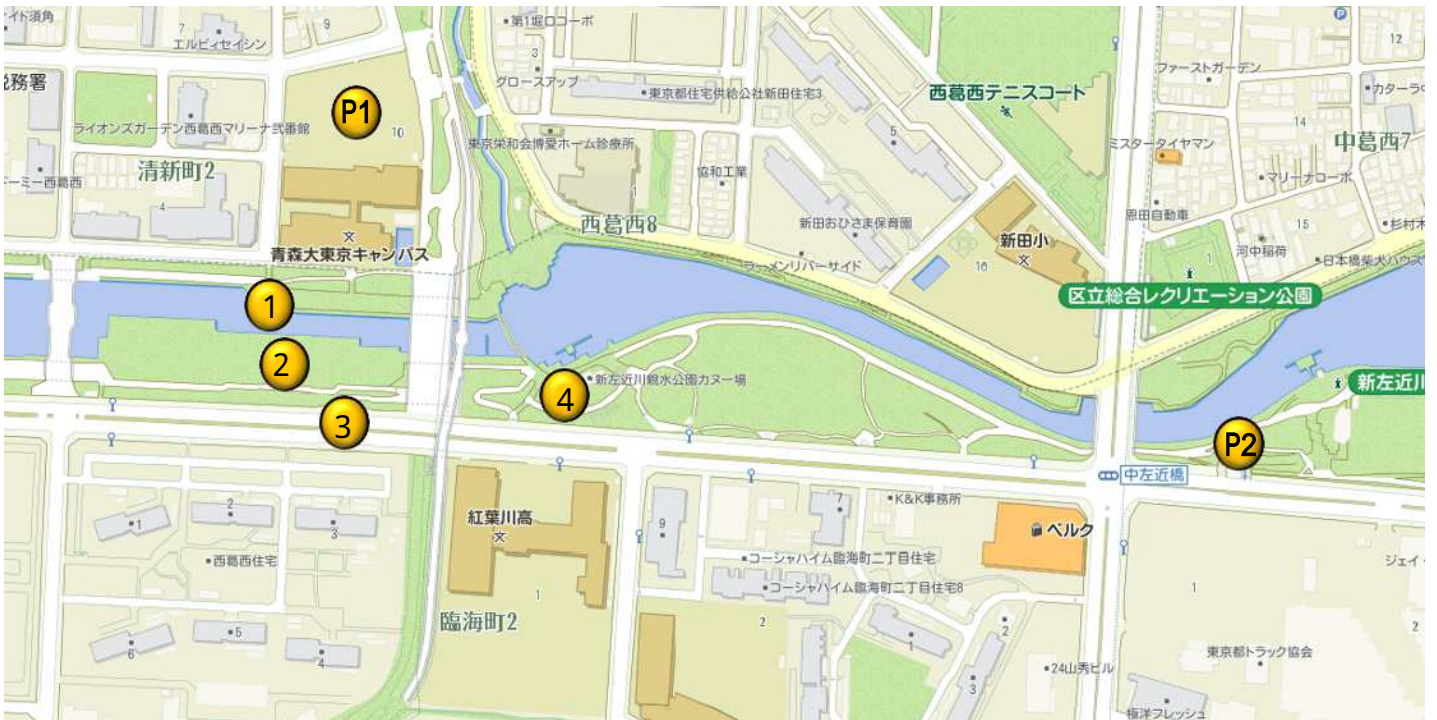 イド須角
7
9
エルビィセイシン
第1堀口コーポ
3
グロースアップ
東京都住宅供給公社新田住宅3
西葛西テニスコート
P
12
ファーストガーデン
カターラ
税務署
P1
10
ライオンズガーデン西葛西マリーナ弐番館
東京栄和会博愛ホーム診療所
5
14
中葛西7
ミスタータイヤマン
清新町2
協和工業
マリーナコーポ
ドーミー西葛西
4
1
恩田自動車
西葛西8
新田おひさま保育園
新田小
15
杉村
青森大東京キャンパス
ラーメンリバーサイド
16
1
河中稲荷
日本橋柴犬ハウス
区立総合レクリエーション公園
1
2
新左近川親水公園カヌー場
新左近川
4
3
P2
中左近橋
紅葉川高
K&K事務所
ベルク
1
2
3
9
7
西葛西住宅
コーシャハイム臨海町二丁目住宅
ジェイ・
コーシャハイム臨海町二丁目住宅8
1
1
臨海町2
2
2
5
6
4
1
2
東京都トラック協会
24山秀ビル
3
極洋フレッシュ